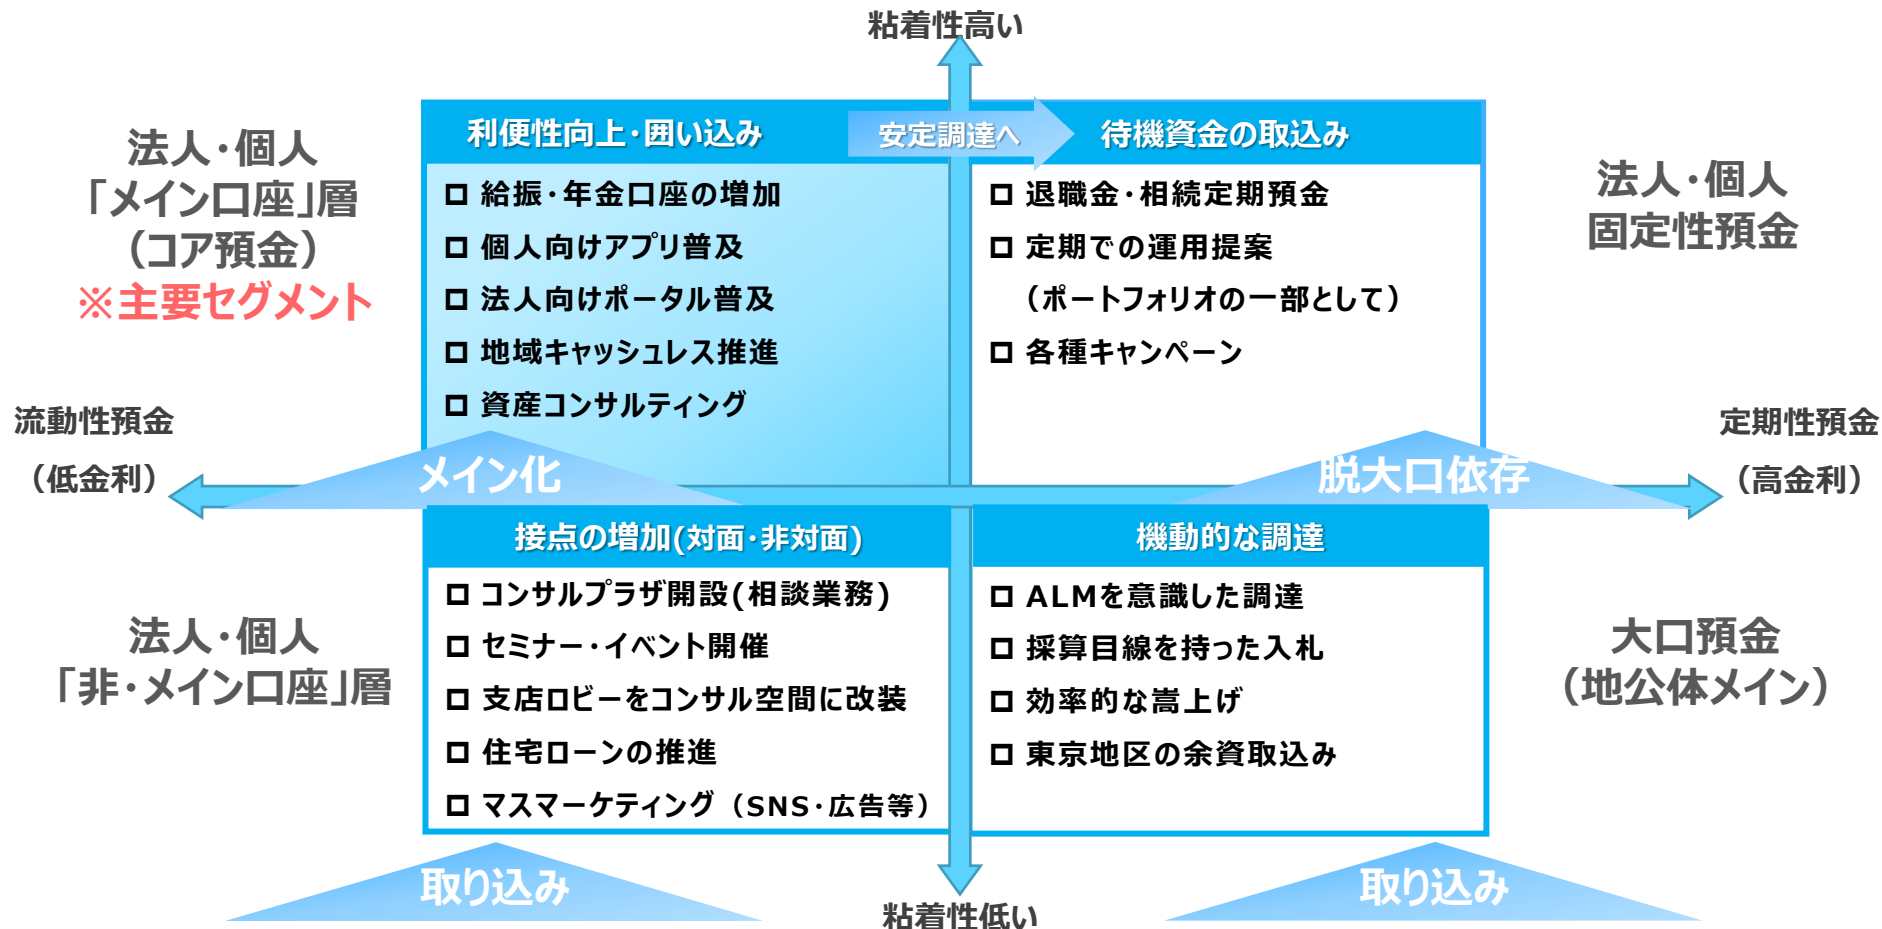 粘着性高い
法人・個人
「メイン口座」層
（コア預金）
※主要セグメント
利便性向上・囲い込み
安定調達へ
待機資金の取込み
給振・年金口座の増加
個人向けアプリ普及
法人向けポータル普及
地域キャッシュレス推進
資産コンサルティング
退職金・相続定期預金
定期での運用提案
（ポートフォリオの一部として）
各種キャンペーン
法人・個人
固定性預金
流動性預金
（低金利）
メイン化
脱大口依存
定期性預金
（高金利）
法人・個人
「非・メイン口座」層
接点の増加(対面・非対面)
コンサルプラザ開設(相談業務)
セミナー・イベント開催
支店ロビーをコンサル空間に改装
住宅ローンの推進
マスマーケティング（SNS・広告等）
機動的な調達
ALMを意識した調達
採算目線を持った入札
効率的な嵩上げ
東京地区の余資取込み
大口預金
（地公体メイン）
取り込み
取り込み
粘着性低い